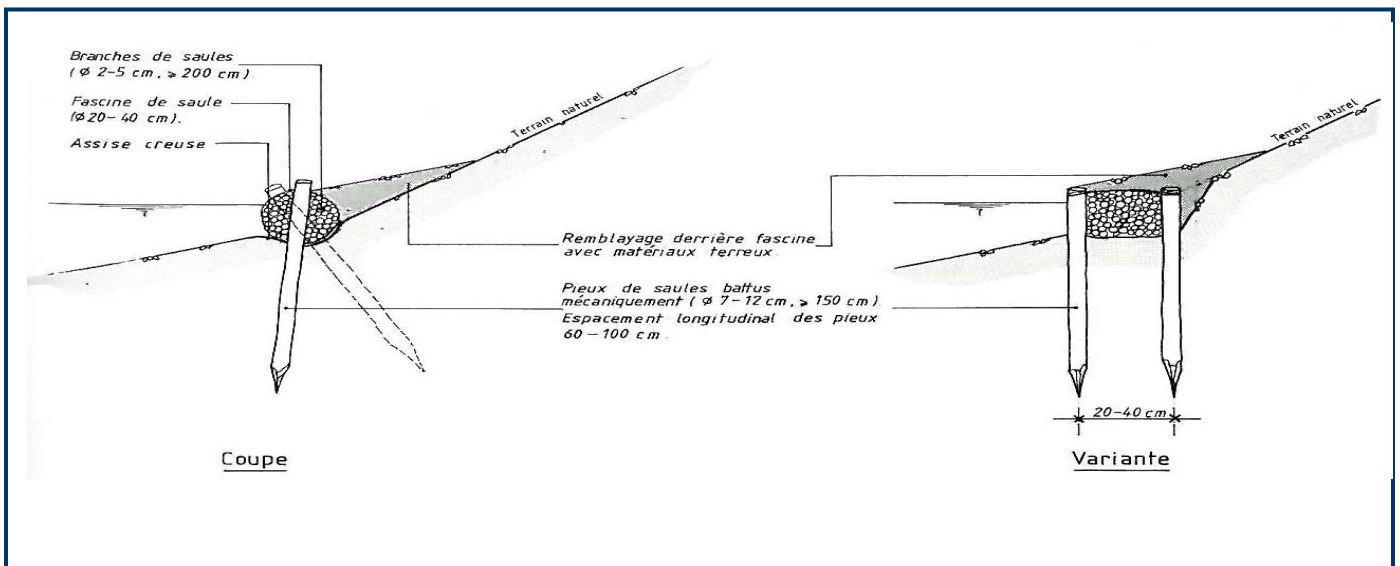 Branches de saules
(Ø 2-5 cm, ⩾ 200 cm).
Fascine de saule
(Ø20-40 cm).
Assise creuse
Terrain naturel
Terrain naturel
Remblayage derrière fascine
avec matériaux terreux.
Pieux de saules battus
mécaniquement ( Ø 7-12 cm, ⩾ 150 cm)
Espacement longitudinal des pieux
60 – 100 cm.
20-40 cm
Coupe
Variante